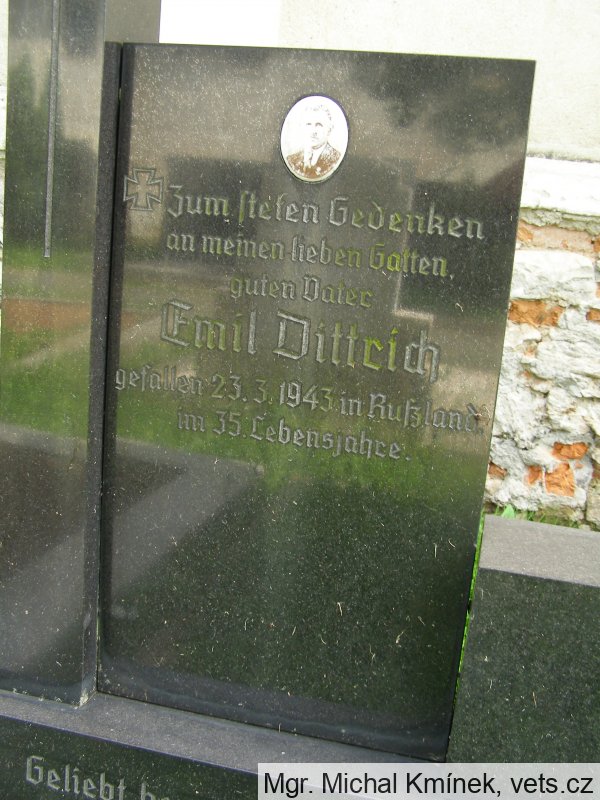 Zum steten Gedenken
an meinen lieben Gatten,
guten Vater
Emil Dittrich
gefallen 23. 3. 1943 in Rußland.
im 35. Lebensjahre.
Geliebt
Mgr. Michal Kmínek, vets.cz